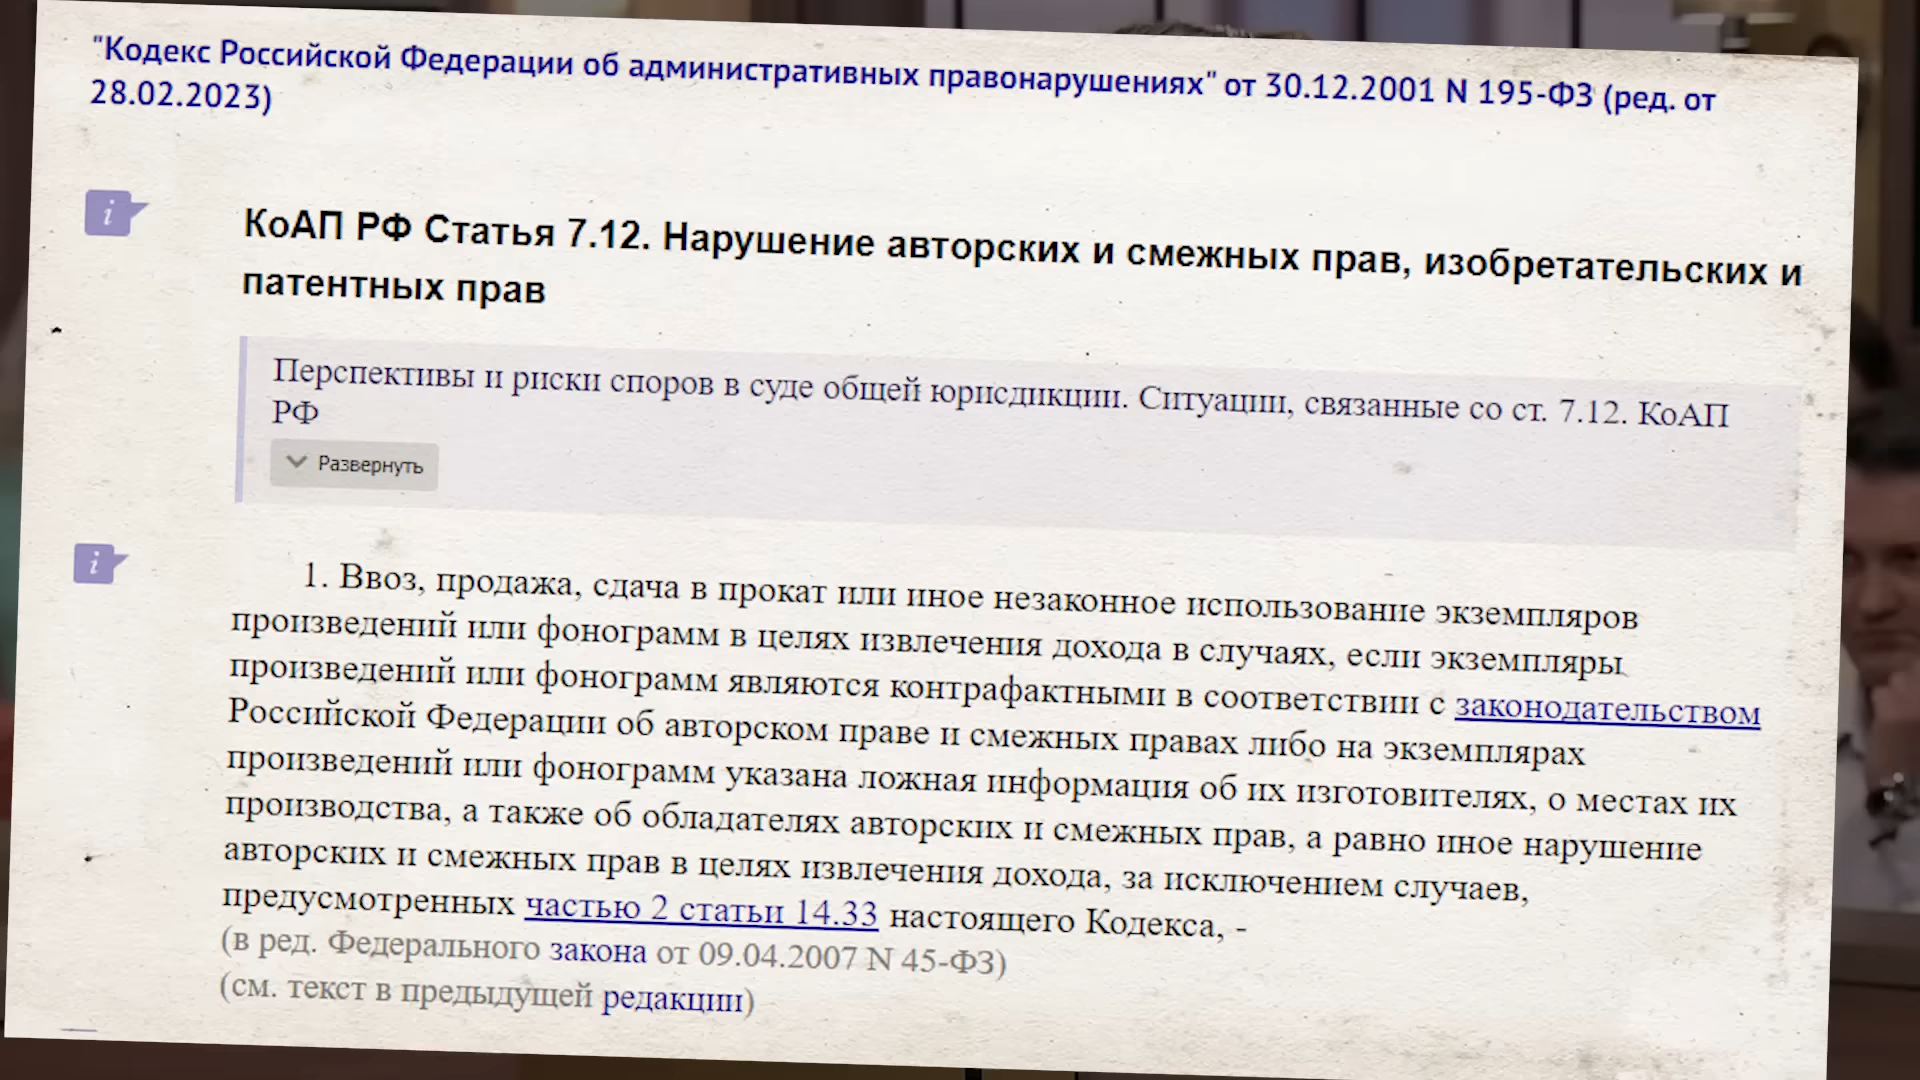 "Кодекс Российской Федерации об административных правонарушениях" от 30.12.2001 N 195-ФЗ (ред. от
28.02.2023)
i
КоАП РФ Статья 7.12. Нарушение авторских и смежных прав, изобретательских и
патентных прав
Перспективы и риски споров в суде общей юрисдикции. Ситуации, связанные со ст. 7.12. КоАП
РФ
Развернуть
i
1. Ввоз, продажа, сдача в прокат или иное незаконное использование экземпляров
произведений или фонограмм в целях извлечения дохода в случаях, если экземпляры
произведений или фонограмм являются контрафактными в соответствии с законодательством
Российской Федерации об авторском праве и смежных правах либо на экземплярах
произведений или фонограмм указана ложная информация об их изготовителях, о местах их
производства, а также об обладателях авторских и смежных прав, а равно иное нарушение
авторских и смежных прав в целях извлечения дохода, за исключением случаев,
предусмотренных частью 2 статьи 14.33 настоящего Кодекса, -
(в ред. Федерального закона от 09.04.2007 N 45-ФЗ)
(см. текст в предыдущей редакции)